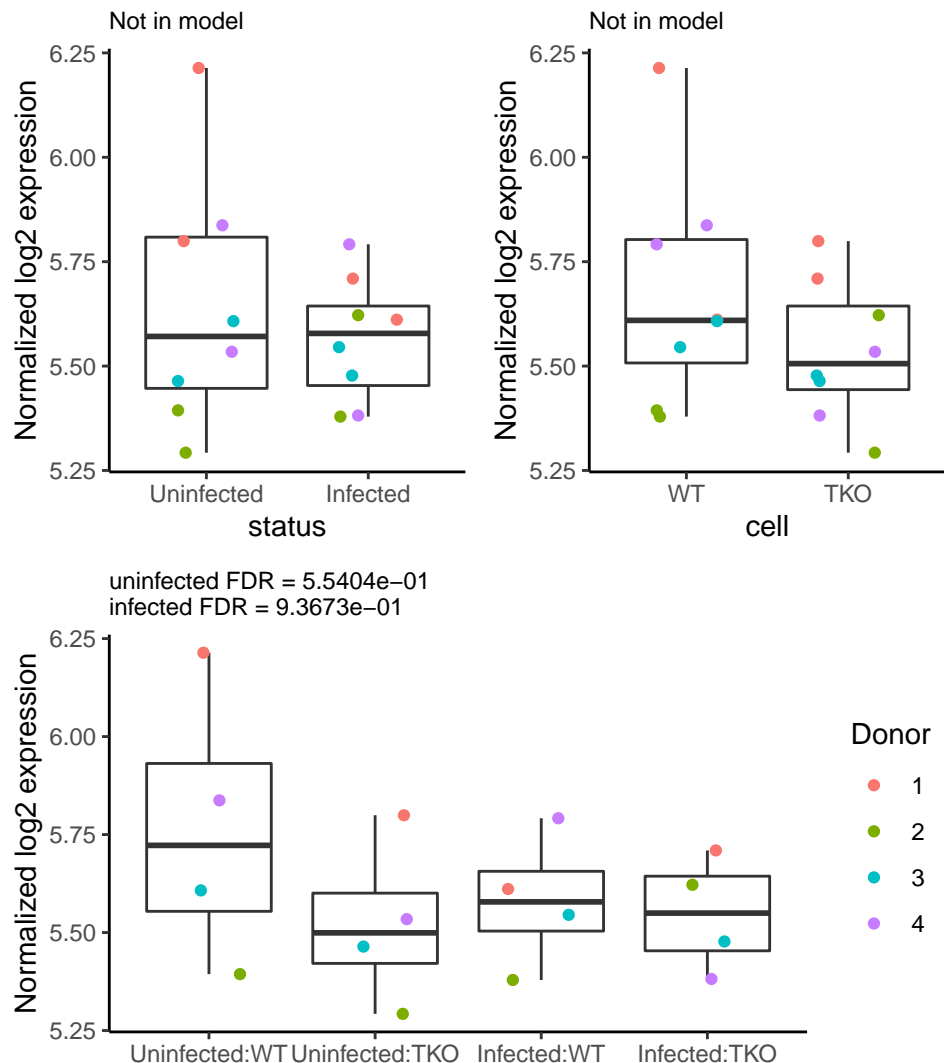 Not in model
Normalized log2 expression
6.25
6.00
5.75
5.50
5.25
Uninfected Infected
status
Not in model
Normalized log2 expression
6.25
6.00
5.75
5.50
5.25
WT TKO
cell
uninfected FDR = 5.5404e−01
infected FDR = 9.3673e−01
Normalized log2 expression
6.25
6.00
5.75
5.50
5.25
Uninfected:WT Uninfected:TKO Infected:WT Infected:TKO
Donor
1
2
3
4